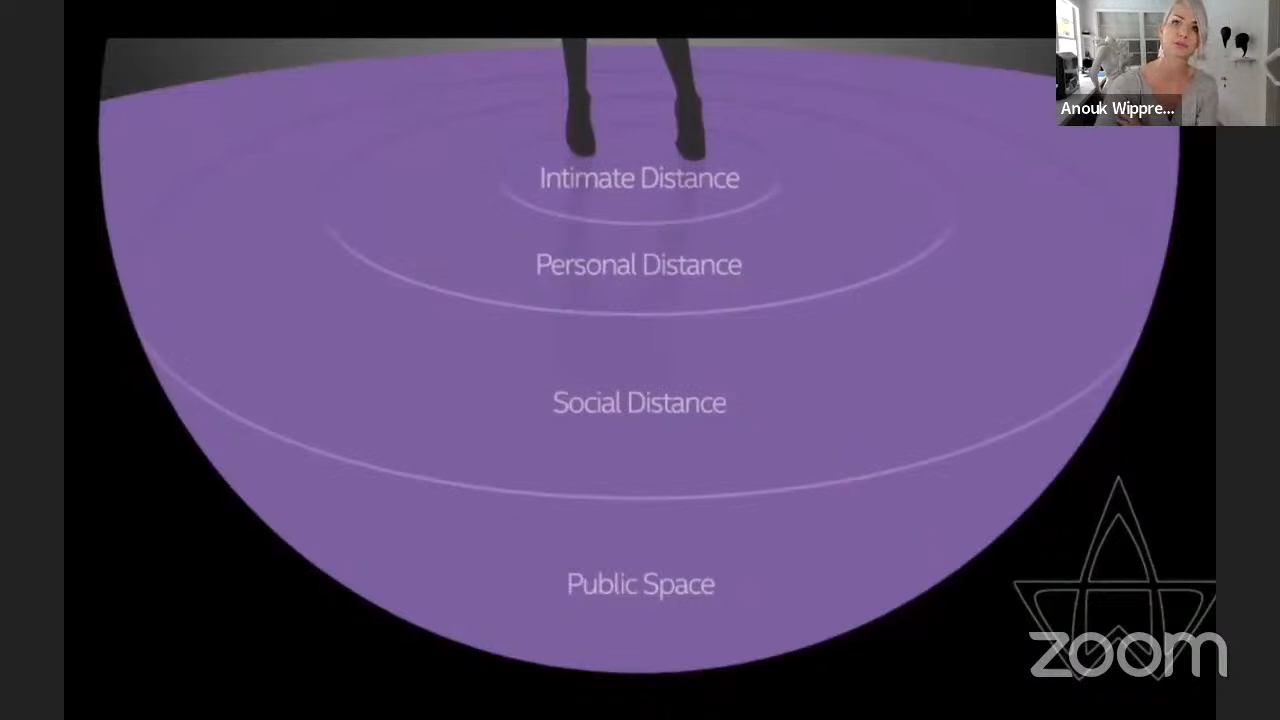 Anouk Wippre...
Intimate Distance
Personal Distance
Social Distance
Public Space
zoom